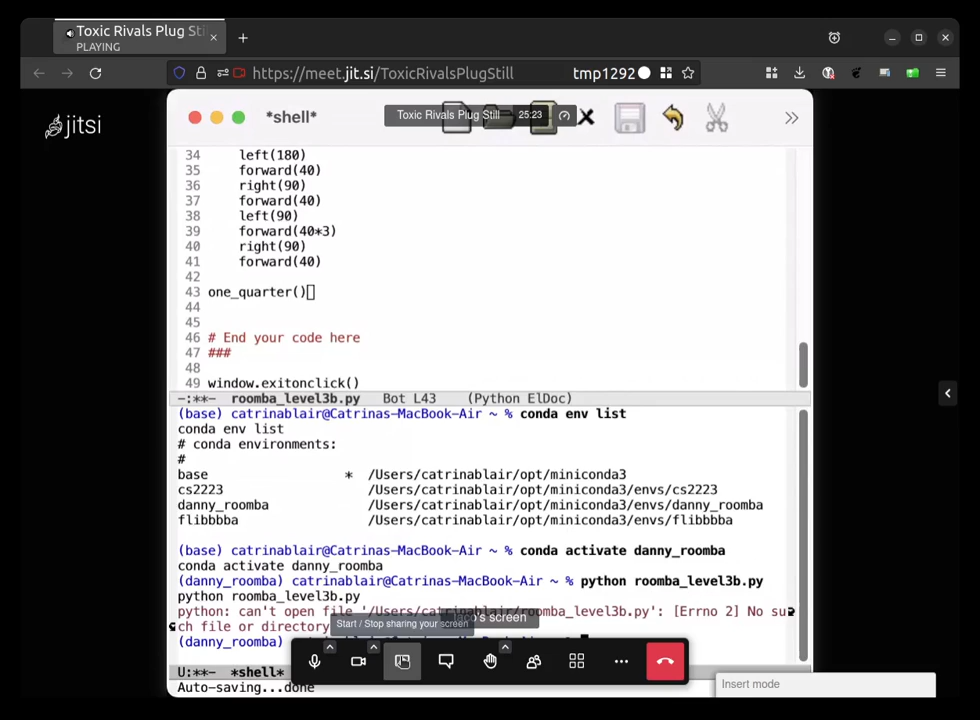 Toxic Rivals Plug Sti
PLAYING
https://meet.jit.si/ToxicRivalsPlugStill
tmp1292
jitsi
*shell*
Toxic Rivals Plug Still
25:23
34 left(180)
35 forward(40)
36 right(90)
37 forward(40)
38 left(90)
39 forward(40*3)
40 right(90)
41 forward(40)
42
43 one_quarter()
44
45
46 # End your code here
47 ###
48
49 window.exitonclick()
-:**- roomba_level3b.py Bot L43 (Python ElDoc)
(base) catrinablair@Catrinas-MacBook-Air ~ % conda env list
conda env list
# conda environments:
#
base * /Users/catrinablair/opt/miniconda3
cs2223 /Users/catrinablair/opt/miniconda3/envs/cs2223
danny_roomba /Users/catrinablair/opt/miniconda3/envs/danny_roomba
flibbbba /Users/catrinablair/opt/miniconda3/envs/flibbbba
(base) catrinablair@Catrinas-MacBook-Air ~ % conda activate danny_roomba
conda activate danny_roomba
(danny_roomba) catrinablair@Catrinas-MacBook-Air ~ % python roomba_level3b.py
python roomba_level3b.py
python: can't open file '/Users/catrinablair/roomba_level3b.py': [Errno 2] No su
ch file or directory
Start / Stop sharing your screen
aco's screen
(danny_roomba)
U:**- *shell*
Auto-saving...done
Insert mode